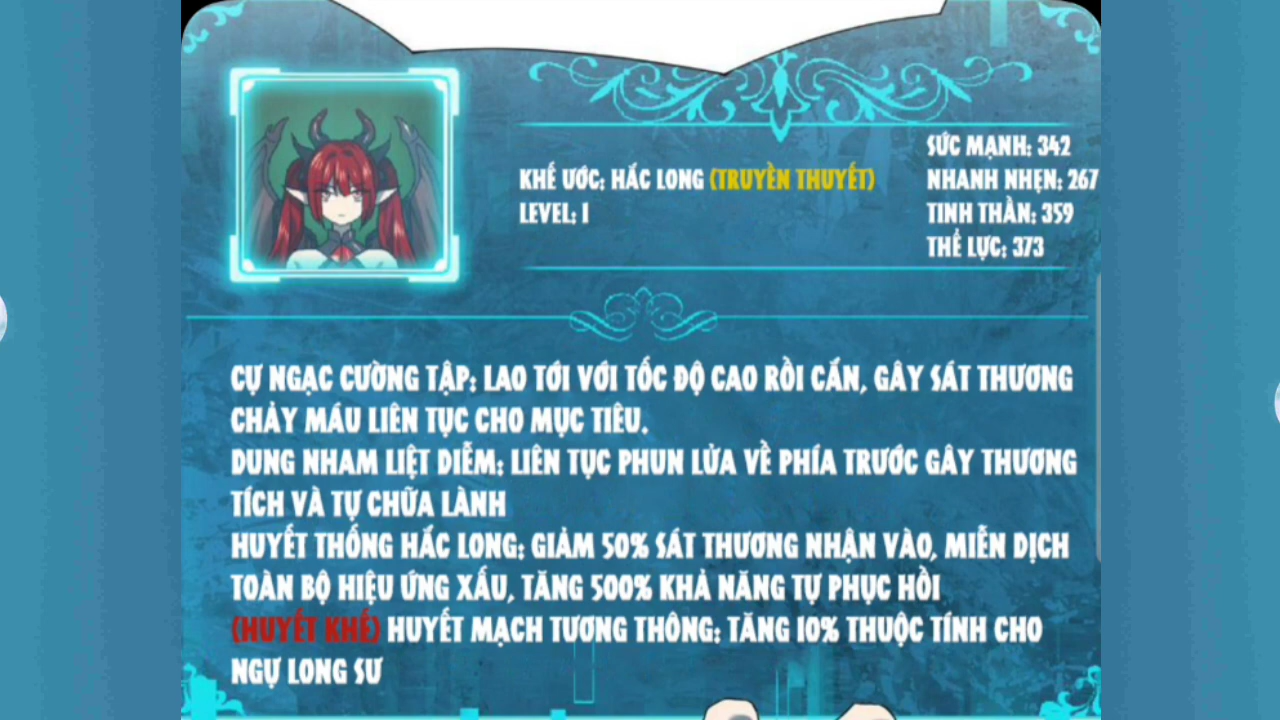 KHẾ ƯỚC: HẮC LONG (TRUYỀN THUYẾT)
LEVEL: 1
SỨC MẠNH: 342
NHANH NHẸN: 267
TINH THẦN: 359
THỂ LỰC: 373
CỰ NGẠC CUỒNG TẬP: LAO TỚI VỚI TỐC ĐỘ CAO RỒI CẮN, GÂY SÁT THƯƠNG
CHẢY MÁU LIÊN TỤC CHO MỤC TIÊU.
DUNG NHAM LIỆT DIỄM: LIÊN TỤC PHUN LỬA VỀ PHÍA TRƯỚC GÂY THƯƠNG
TÍCH VÀ TỰ CHỮA LÀNH
HUYẾT THỐNG HẮC LONG: GIẢM 50% SÁT THƯƠNG NHẬN VÀO, MIỄN DỊCH
TOÀN BỘ HIỆU ỨNG XẤU, TĂNG 500% KHẢ NĂNG TỰ PHỤC HỒI
(HUYẾT KHẾ) HUYẾT MẠCH TƯƠNG THÔNG: TĂNG 10% THUỘC TÍNH CHO
NGỰ LONG SƯ